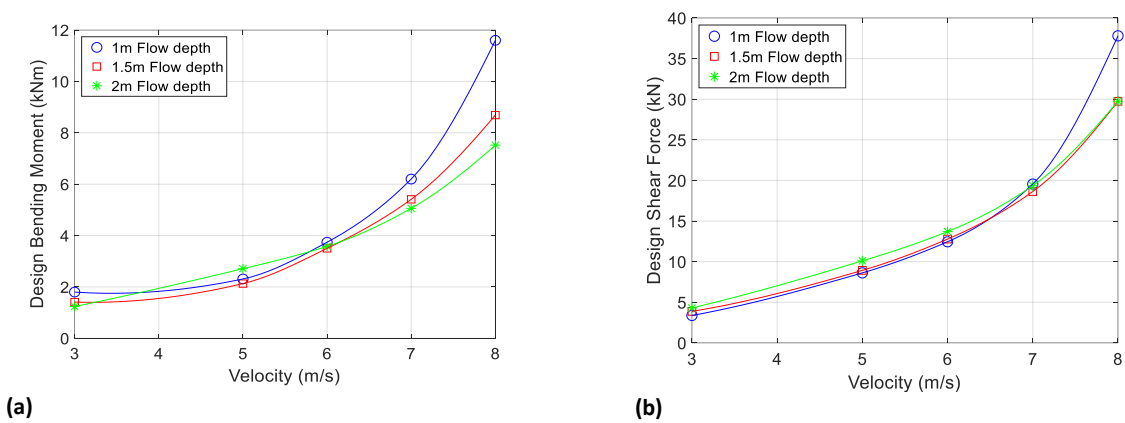 12
10
8
6
4
2
0
Design Bending Moment (kNm)
1m Flow depth
1.5m Flow depth
2m Flow depth
3 4 5 6 7 8
Velocity (m/s)
(a)
40
35
30
25
20
15
10
5
0
Design Shear Force (kN)
1m Flow depth
1.5m Flow depth
2m Flow depth
3 4 5 6 7 8
Velocity (m/s)
(b)